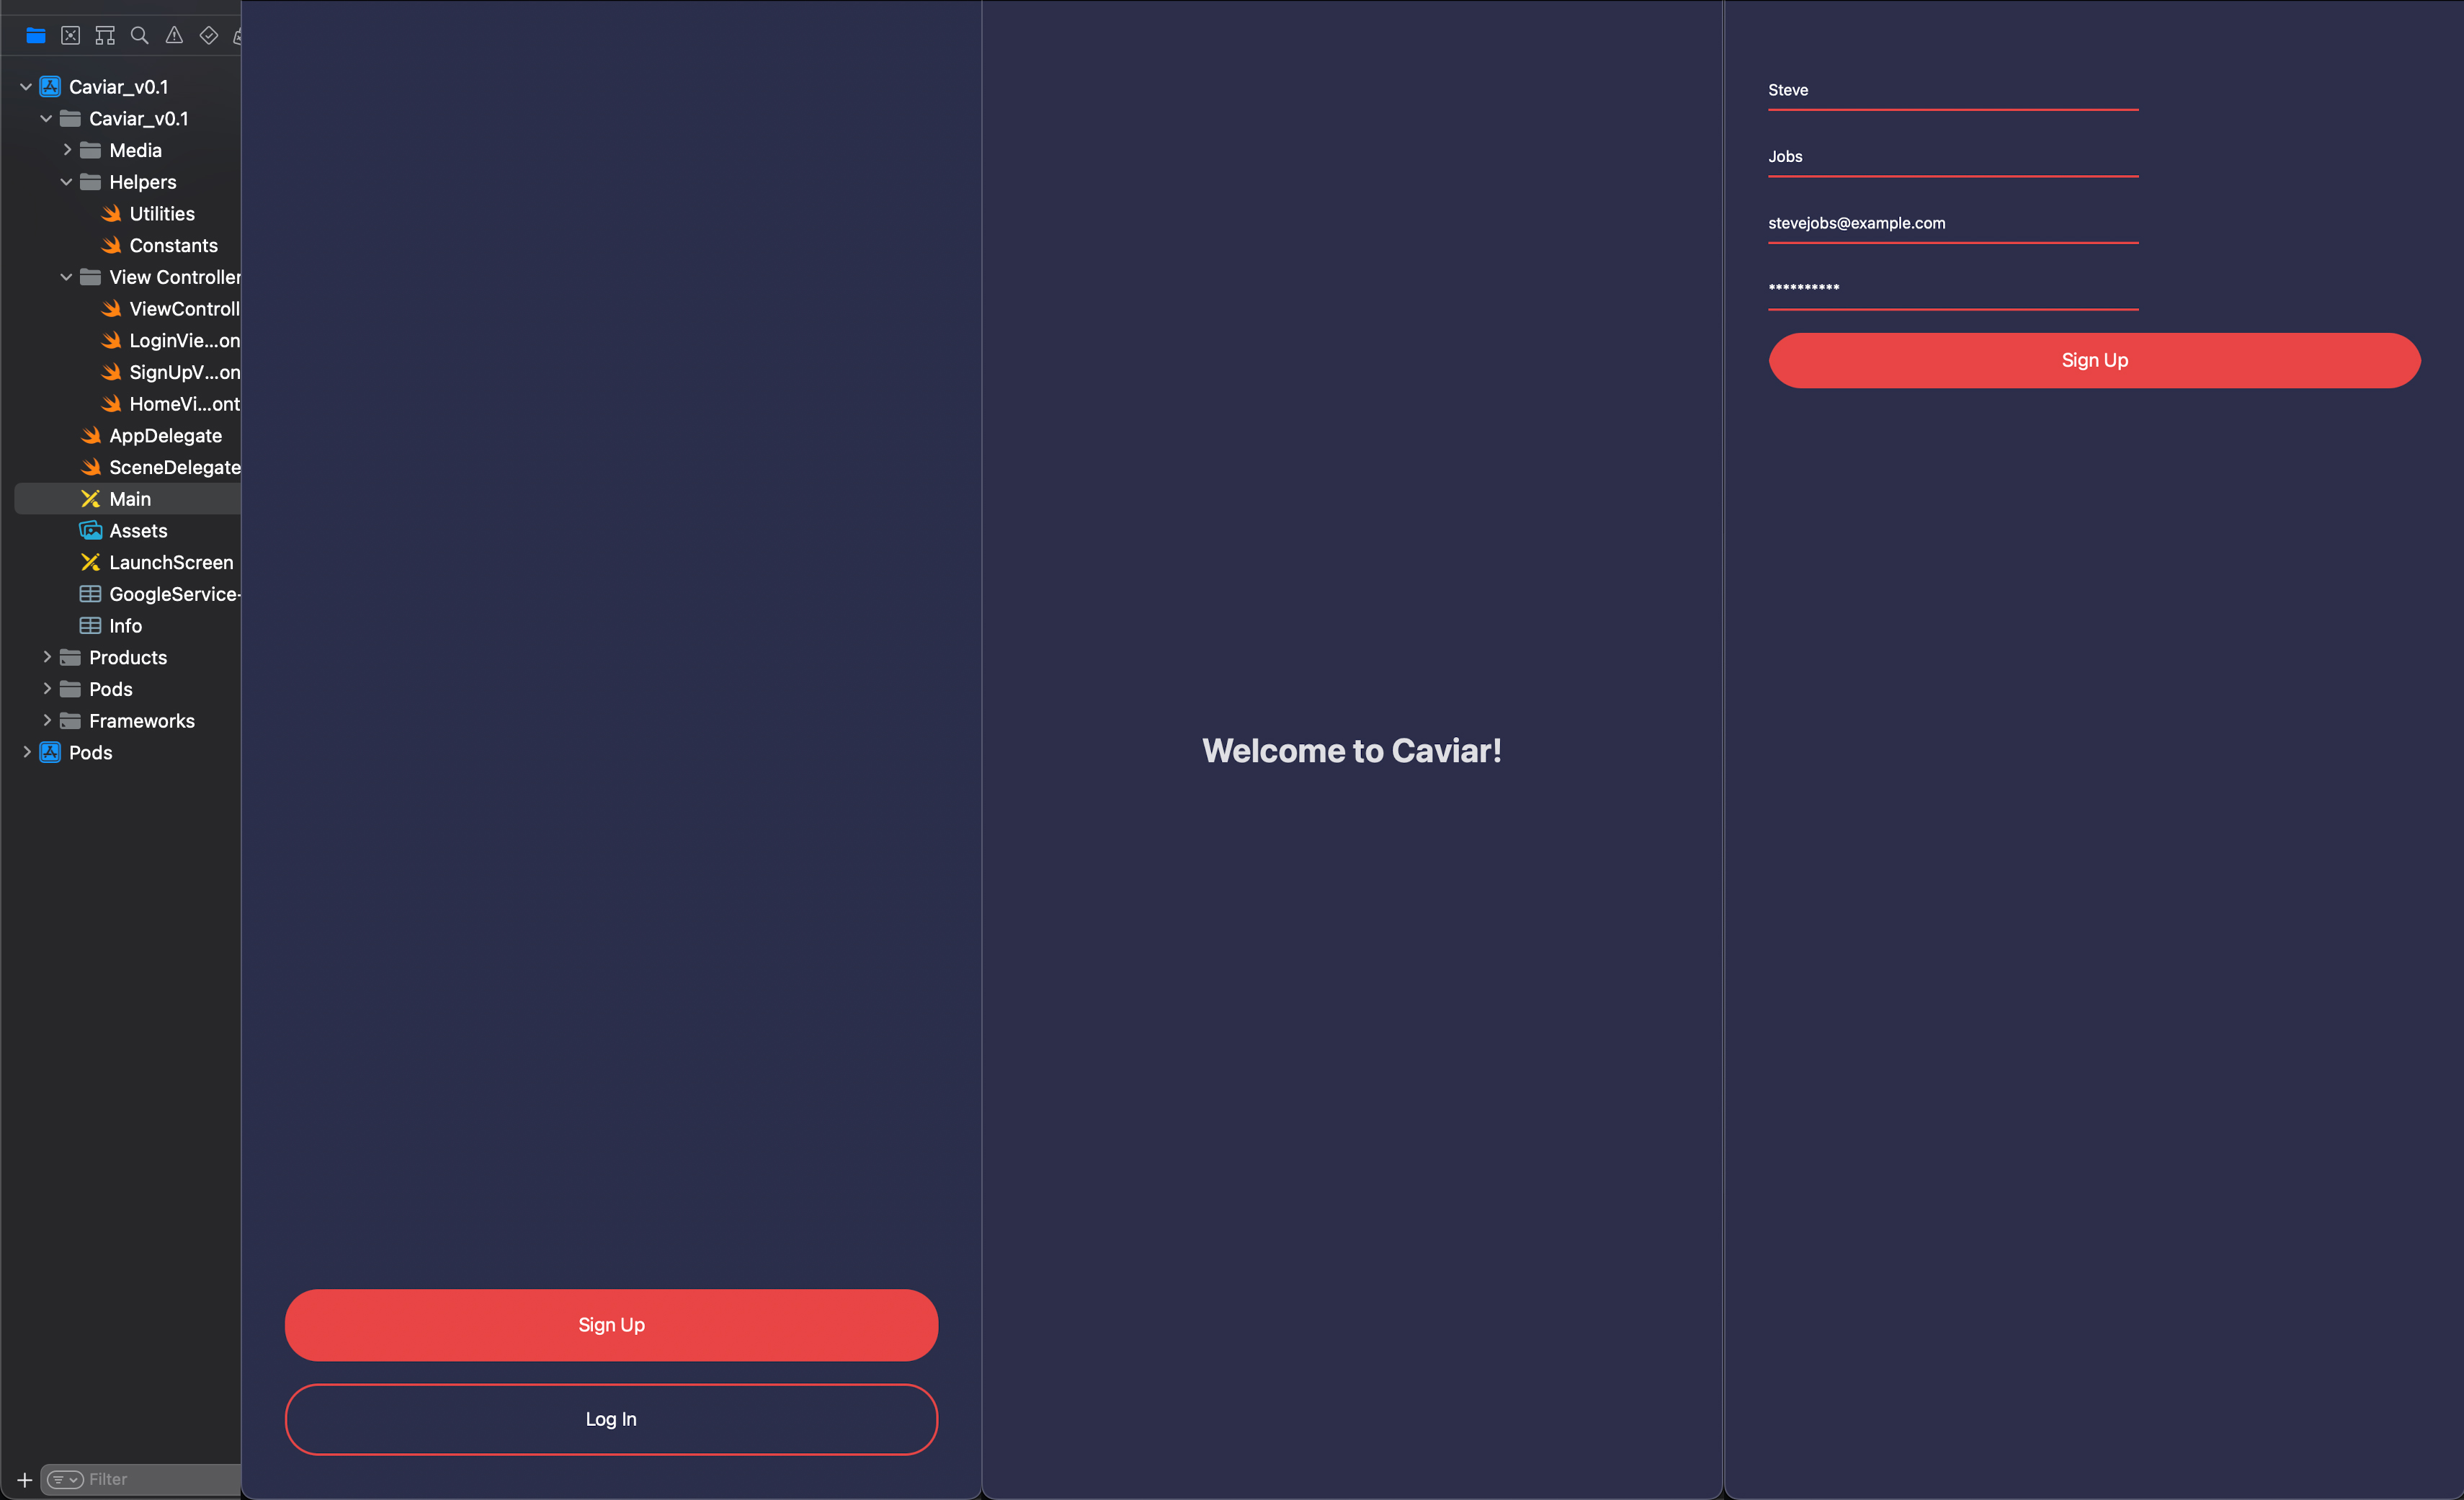 Caviar_v0.1
Caviar_v0.1
Media
Helpers
Utilities
Constants
View Controller
ViewControll
LoginVie...on
SignUpV...on
HomeVi...ont
AppDelegate
SceneDelegate
Main
Assets
LaunchScreen
GoogleService-
Info
Products
Pods
Frameworks
Pods
Filter
Sign Up
Log In
Welcome to Caviar!
Steve
Jobs
stevejobs@example.com
**********
Sign Up